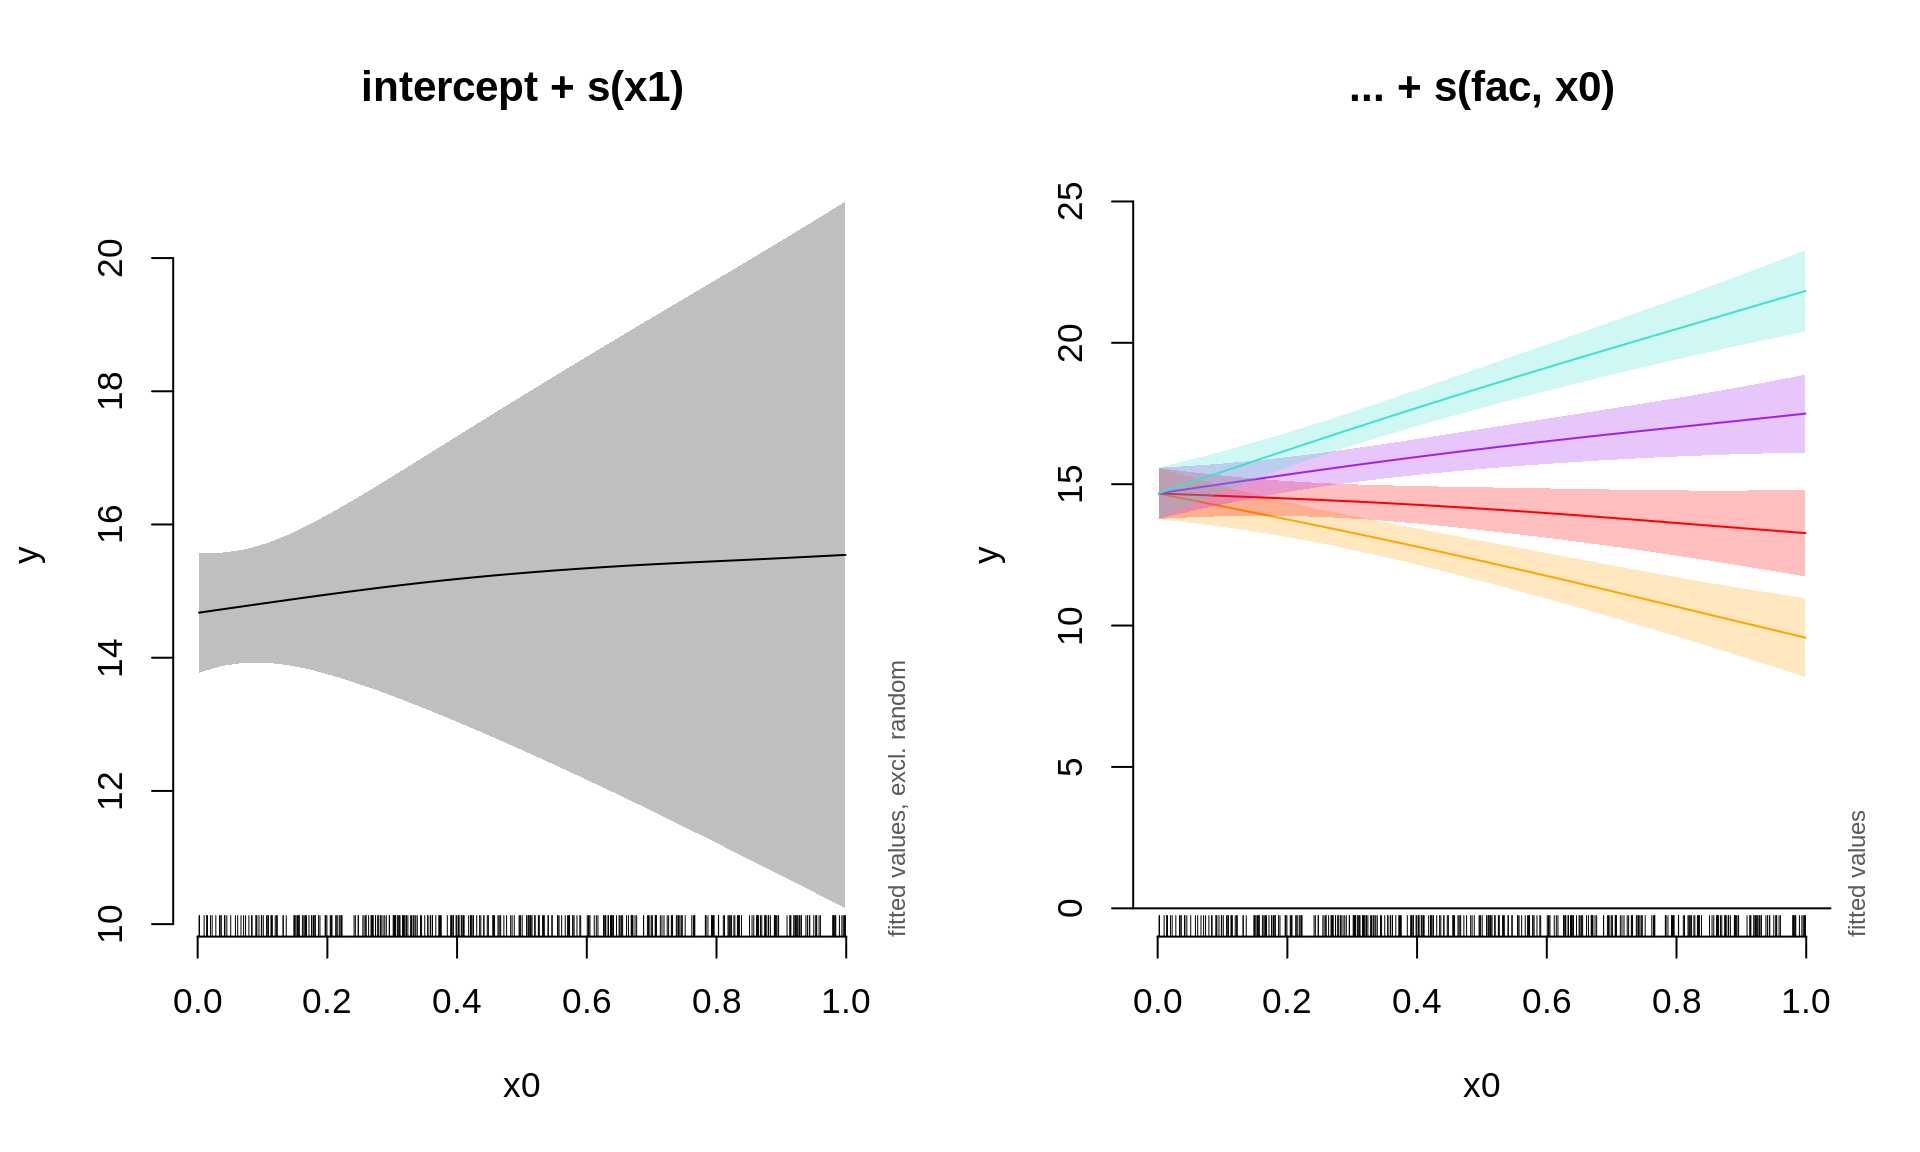 intercept + s(x1)
y
20
18
16
14
12
10
0.0 0.2 0.4 0.6 0.8 1.0
x0
fitted values, excl. random
... + s(fac, x0)
y
25
20
15
10
5
0
0.0 0.2 0.4 0.6 0.8 1.0
x0
fitted values